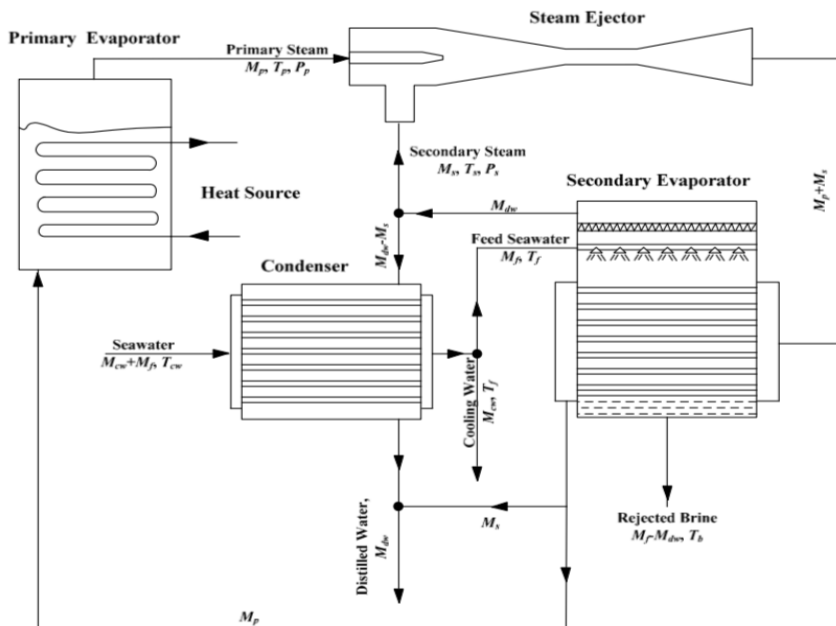 Steam Ejector
Primary Evaporator
Primary Steam
Mp, Tp, Pp
Secondary Steam
Ms, Ts, Ps
Secondary Evaporator
Mp+Ms
Heat Source
Mdw
Mdw-Ms
Feed Seawater
Mf, Tf
Condenser
Seawater
Mcw+Mf, Tcw
Cooling Water
Mcw, Tf
Distilled Water,
Mdw
Ms
Rejected Brine
Mf-Mdw, Tb
Mp